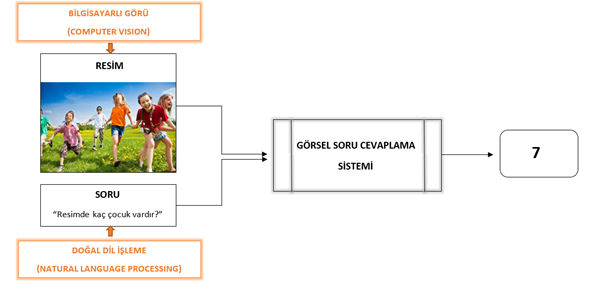 BİLGİSAYARLI GÖRÜ
(COMPUTER VISION)
RESİM
SORU
“Resimde kaç çocuk vardır?”
DOĞAL DİL İŞLEME
(NATURAL LANGUAGE PROCESSING)
GÖRSEL SORU CEVAPLAMA
SİSTEMİ
7